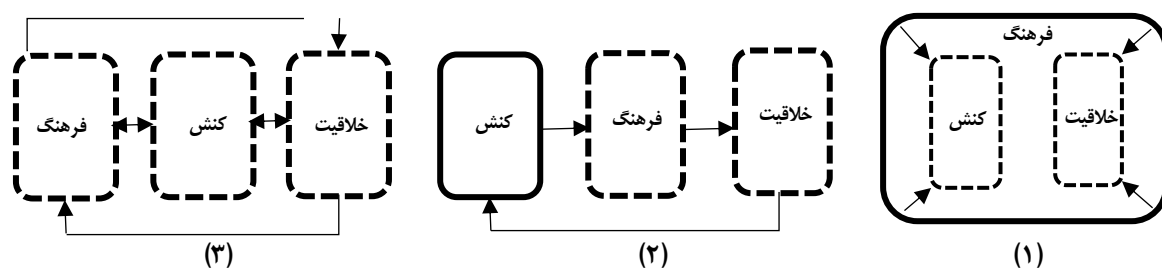 فرهنگ
خلاقیت
کنش
(۱)
خلاقیت
فرهنگ
کنش
(۲)
خلاقیت
کنش
فرهنگ
(۳)